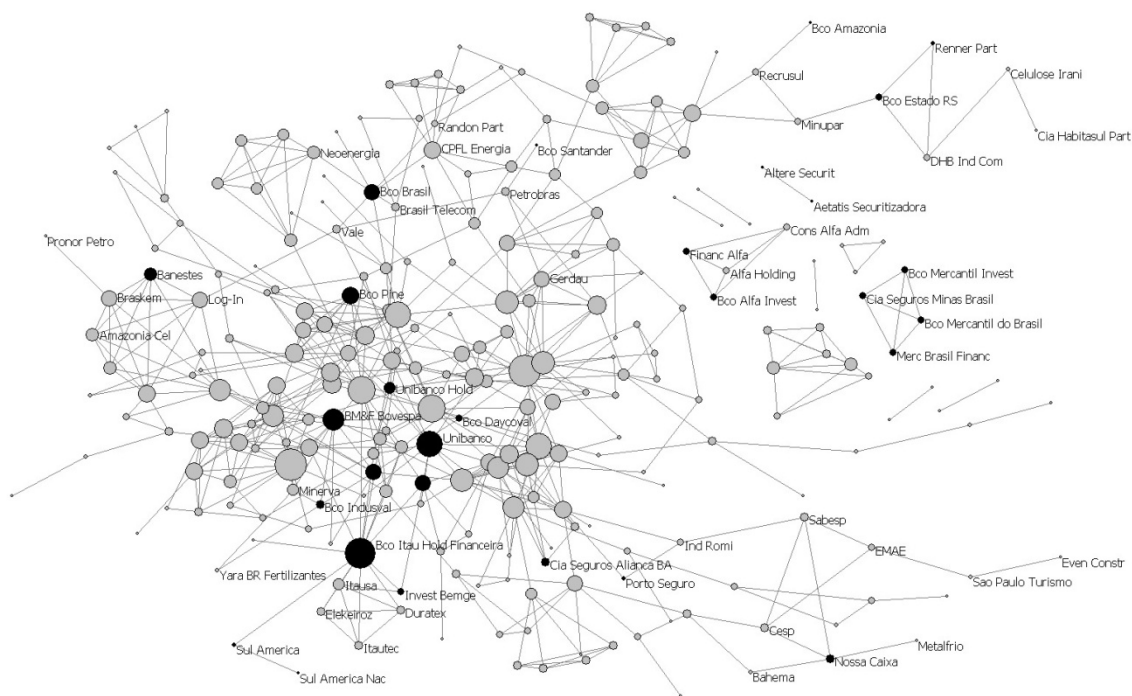 Bco Amazonia
Renner Part
Recrusul
Celulose Irani
Bco Estado RS
Minupar
Cia Habitasul Part
DHB Ind Com
Randon Part
Neoenergia
CPFL Energia
Bco Santander
Altere Securit
Bco Brasil
Petrobras
Brasil Telecom
Aetatis Securitizadora
Vale
Cons Alfa Adm
Pronor Petro
Financ Alfa
Banestes
Gerdau
Alfa Holding
Bco Mercantil Invest
Braskem
Log-In
Bco Pine
Bco Alfa Invest
Cia Seguros Minas Brasil
Bco Mercantil do Brasil
Amazonia Cel
Merc Brasil Financ
Unibanco Hold
BM&F Bovespa
Bco Daycoval
Unibanco
Minerva
Bco Indusval
Sabesp
Ind Romi
EMAE
Bco Itau Hold Financeira
Cia Seguros Alianca BA
Even Constr
Yara BR Fertilizantes
Porto Seguro
Sao Paulo Turismo
Itausa
Invest Bemge
Elekeiroz
Duratex
Cesp
Itautec
Metalfrio
Sul America
Nossa Caixa
Sul America Nac
Bahema